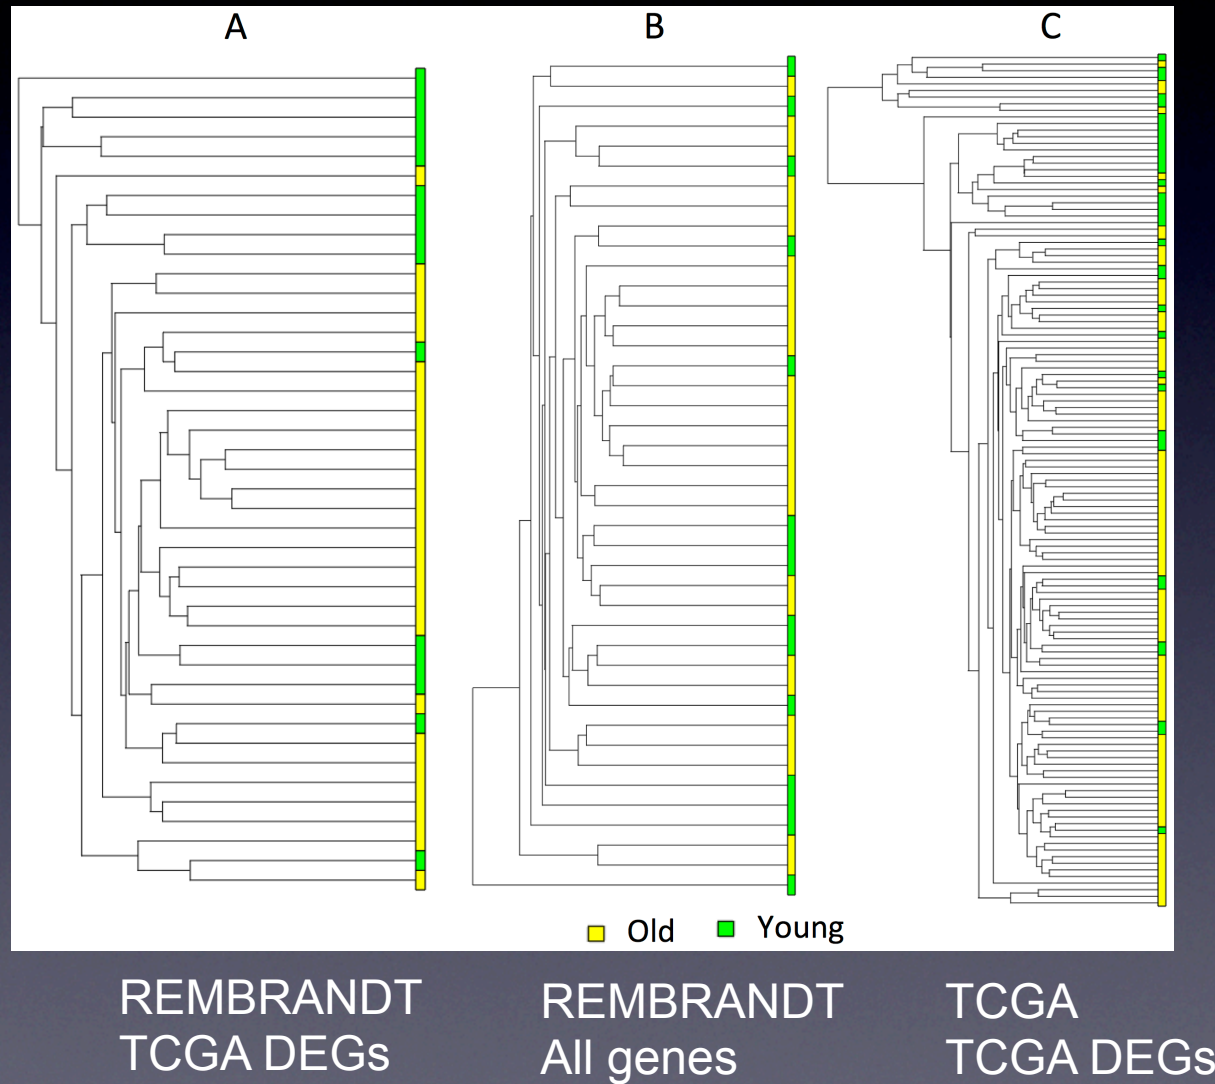 A
B
C
Old
Young
REMBRANDT
TCGA DEGs
REMBRANDT
All genes
TCGA
TCGA DEGs